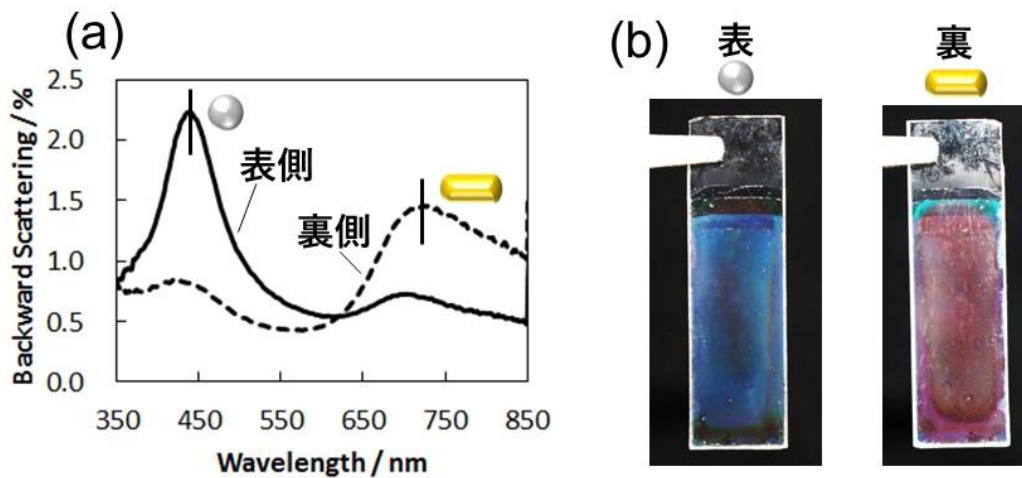 (a)
Backward Scattering / %
2.5
2.0
1.5
1.0
0.5
0.0
表側
裏側
350 450 550 650 750 850
Wavelength / nm
(b)
表
裏